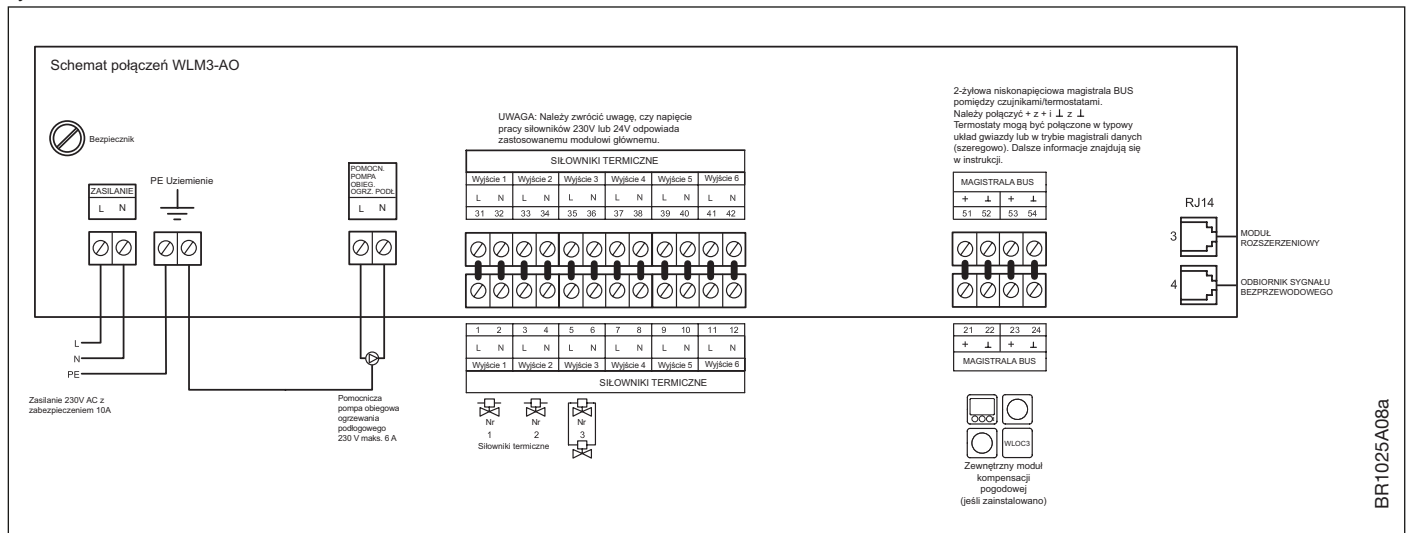 Schemat połączeń WLM3-AO
Bezpiecznik
ZASILANIE
L N
PE Uziemienie
POMOCN.
POMPA
OBIEG.
OGRZ. PODŁ
L N
UWAGA: Należy zwrócić uwagę, czy napięcie
pracy siłowników 230V lub 24V odpowiada
zastosowanemu modułowi głównemu.
SIŁOWNIKI TERMICZNE
Wyjście 1 Wyjście 2 Wyjście 3 Wyjście 4 Wyjście 5 Wyjście 6
L N L N L N L N L N L N
31 32 33 34 35 36 37 38 39 40 41 42
2-żyłowa niskonapięciowa magistrala BUS
pomiędzy czujnikami/termostatami.
Należy połączyć + z + i ⊥ z ⊥
Termostaty mogą być połączone w typowy
układ gwiazdy lub w trybie magistrali danych
(szeregowo). Dalsze informacje znajdują się
w instrukcji.
MAGISTRALA BUS
+ ⊥ + ⊥
51 52 53 54
RJ14
3
MODUŁ
ROZSZERZENIOWY
4
ODBIORNIK SYGNAŁU
BEZPRZEWODOWEGO
L
N
PE
Zasilanie 230V AC z
zabezpieczeniem 10A
Pomocnicza
pompa obiegowa
ogrzewania
podłogowego
230 V maks. 6 A
1 2 3 4 5 6 7 8 9 10 11 12
L N L N L N L N L N L N
Wyjście 1 Wyjście 2 Wyjście 3 Wyjście 4 Wyjście 5 Wyjście 6
SIŁOWNIKI TERMICZNE
Nr Nr Nr
1 2 3
Siłowniki termiczne
21 22 23 24
+ ⊥ + ⊥
MAGISTRALA BUS
WLOC3
Zewnętrzny moduł
kompensacji
pogodowej
(jeśli zainstalowano)
BR1025A08a